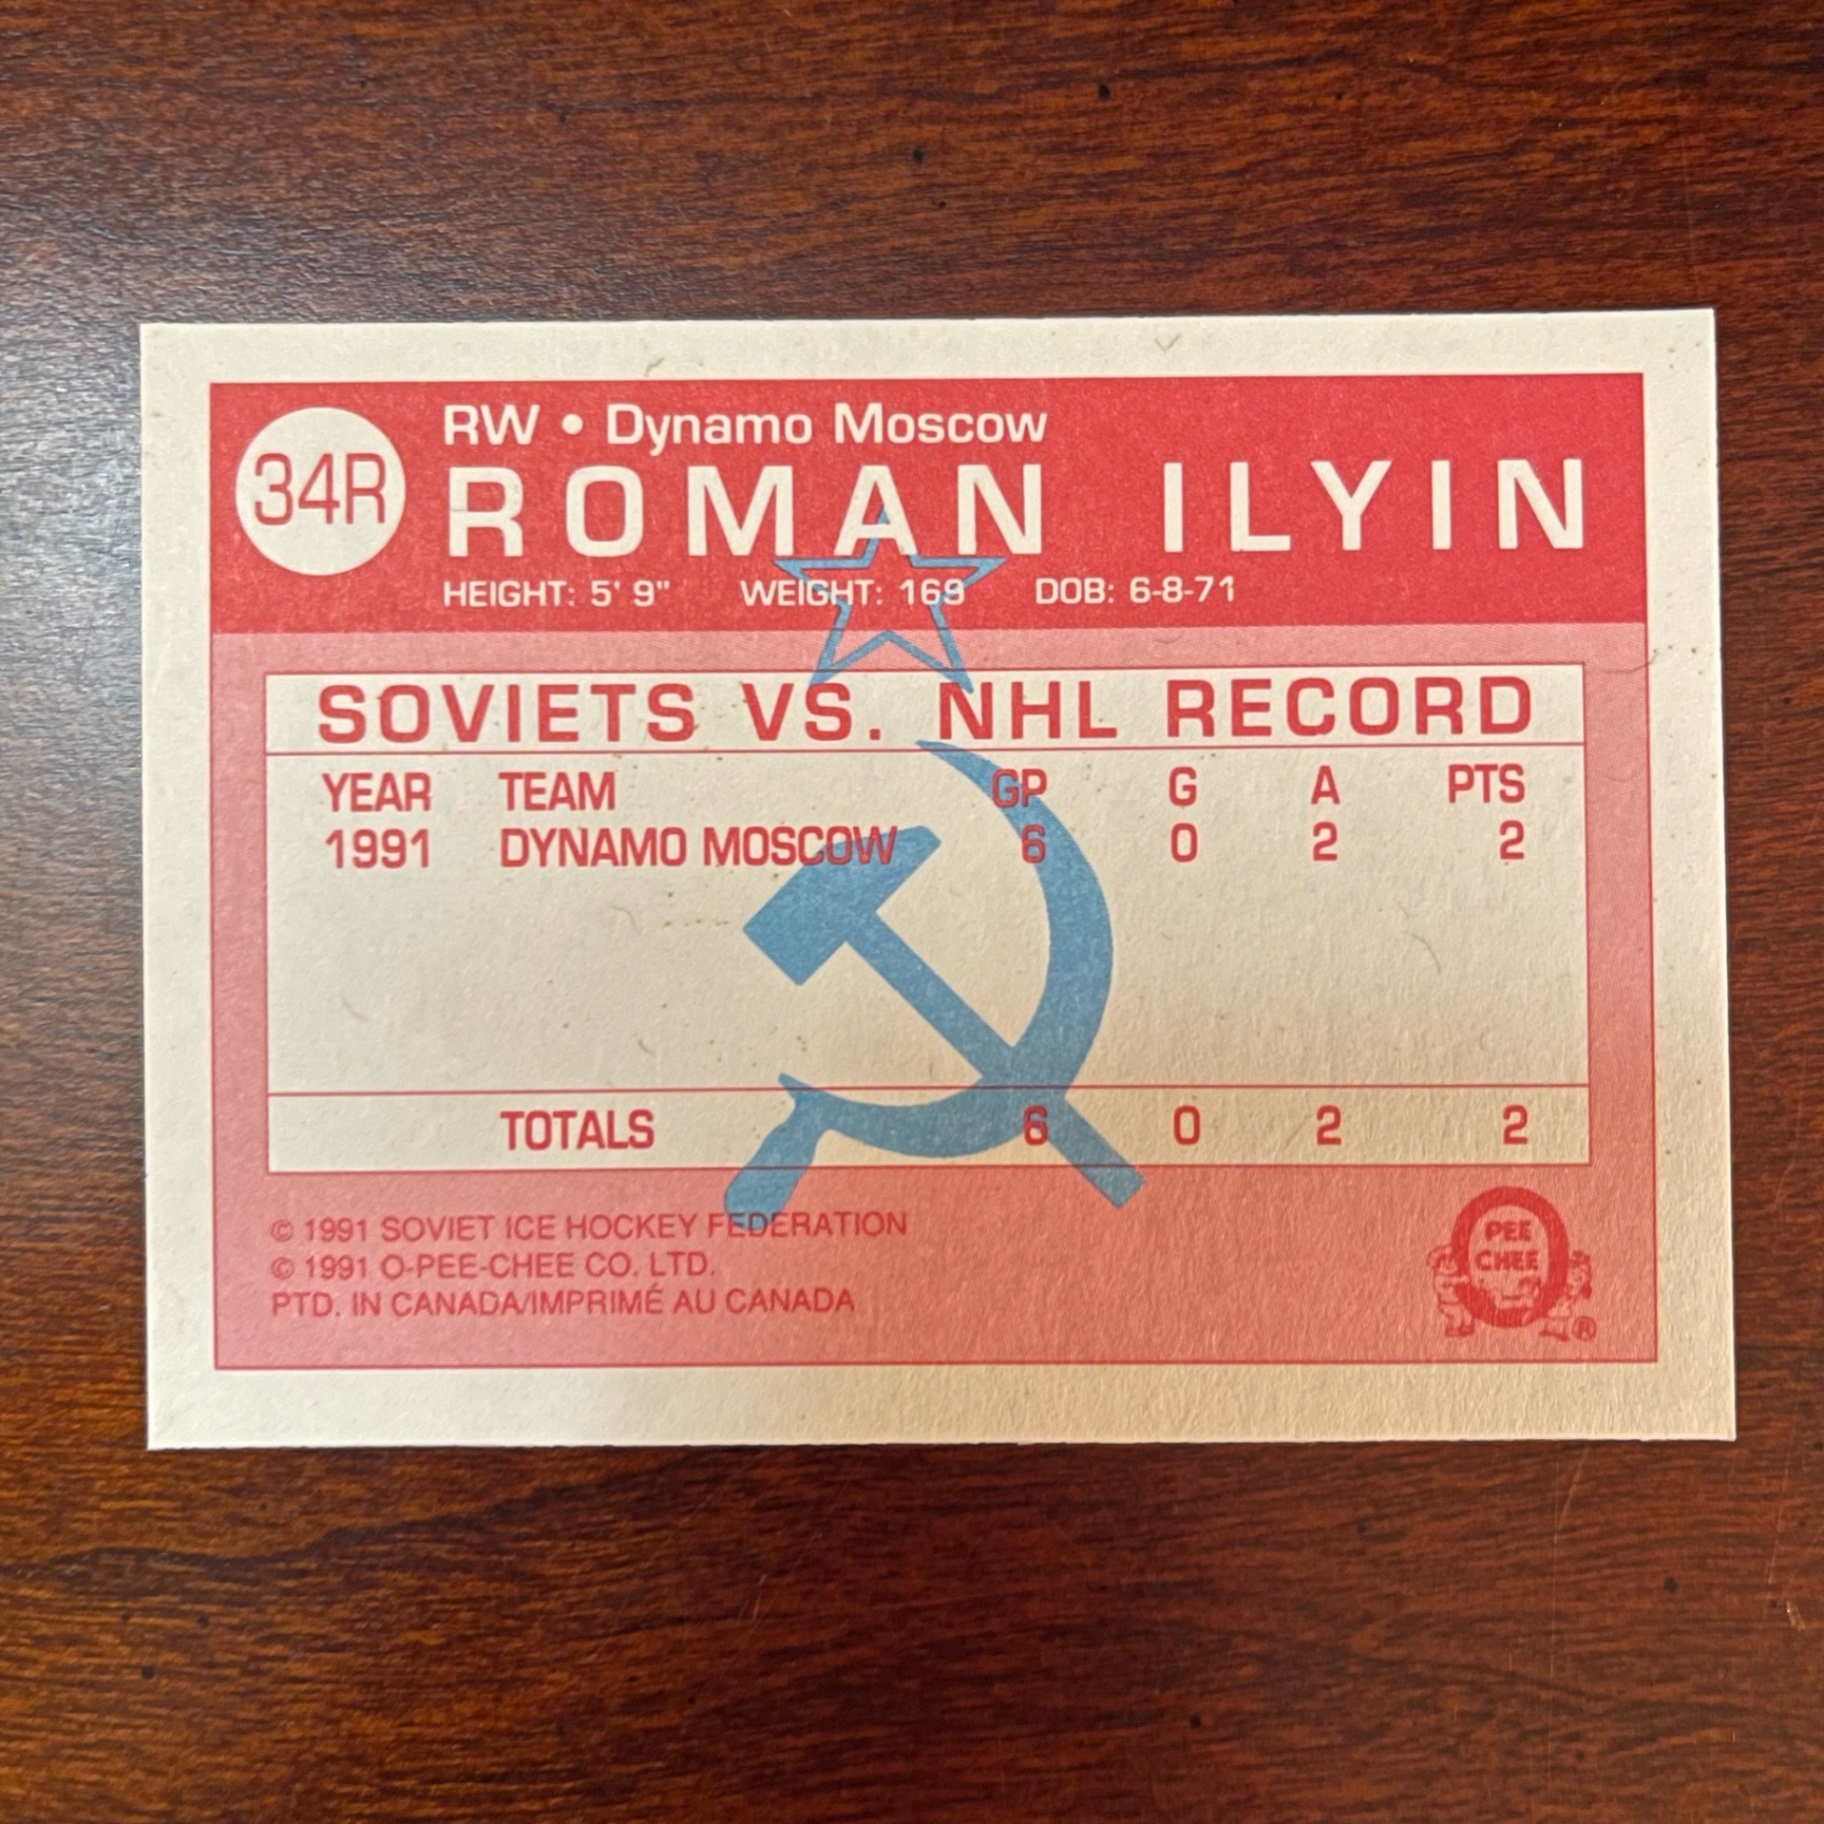 34R
RW • Dynamo Moscow
ROMAN ILYIN
HEIGHT: 5' 9" WEIGHT: 169 DOB: 6-8-71
SOVIETS VS. NHL RECORD
YEAR TEAM GP G A PTS
1991 DYNAMO MOSCOW 6 0 2 2
TOTALS 6 0 2 2
© 1991 SOVIET ICE HOCKEY FEDERATION
© 1991 O-PEE-CHEE CO. LTD.
PTD. IN CANADA/IMPRIMÉ AU CANADA
O
PEE
CHEE
®